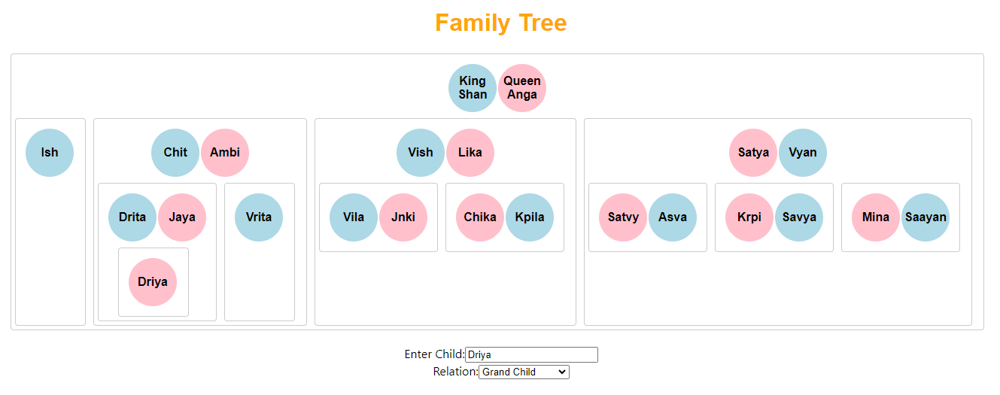 Family Tree
King Shan Queen Anga
Ish Chit Ambi Vish Lika Satya Vyan
Drita Jaya Vrita Vila Jnki Chika Kpila Satvy Asva Krpi Savya Mina Saayan
Driya
Enter Child: Driya
Relation: Grand Child